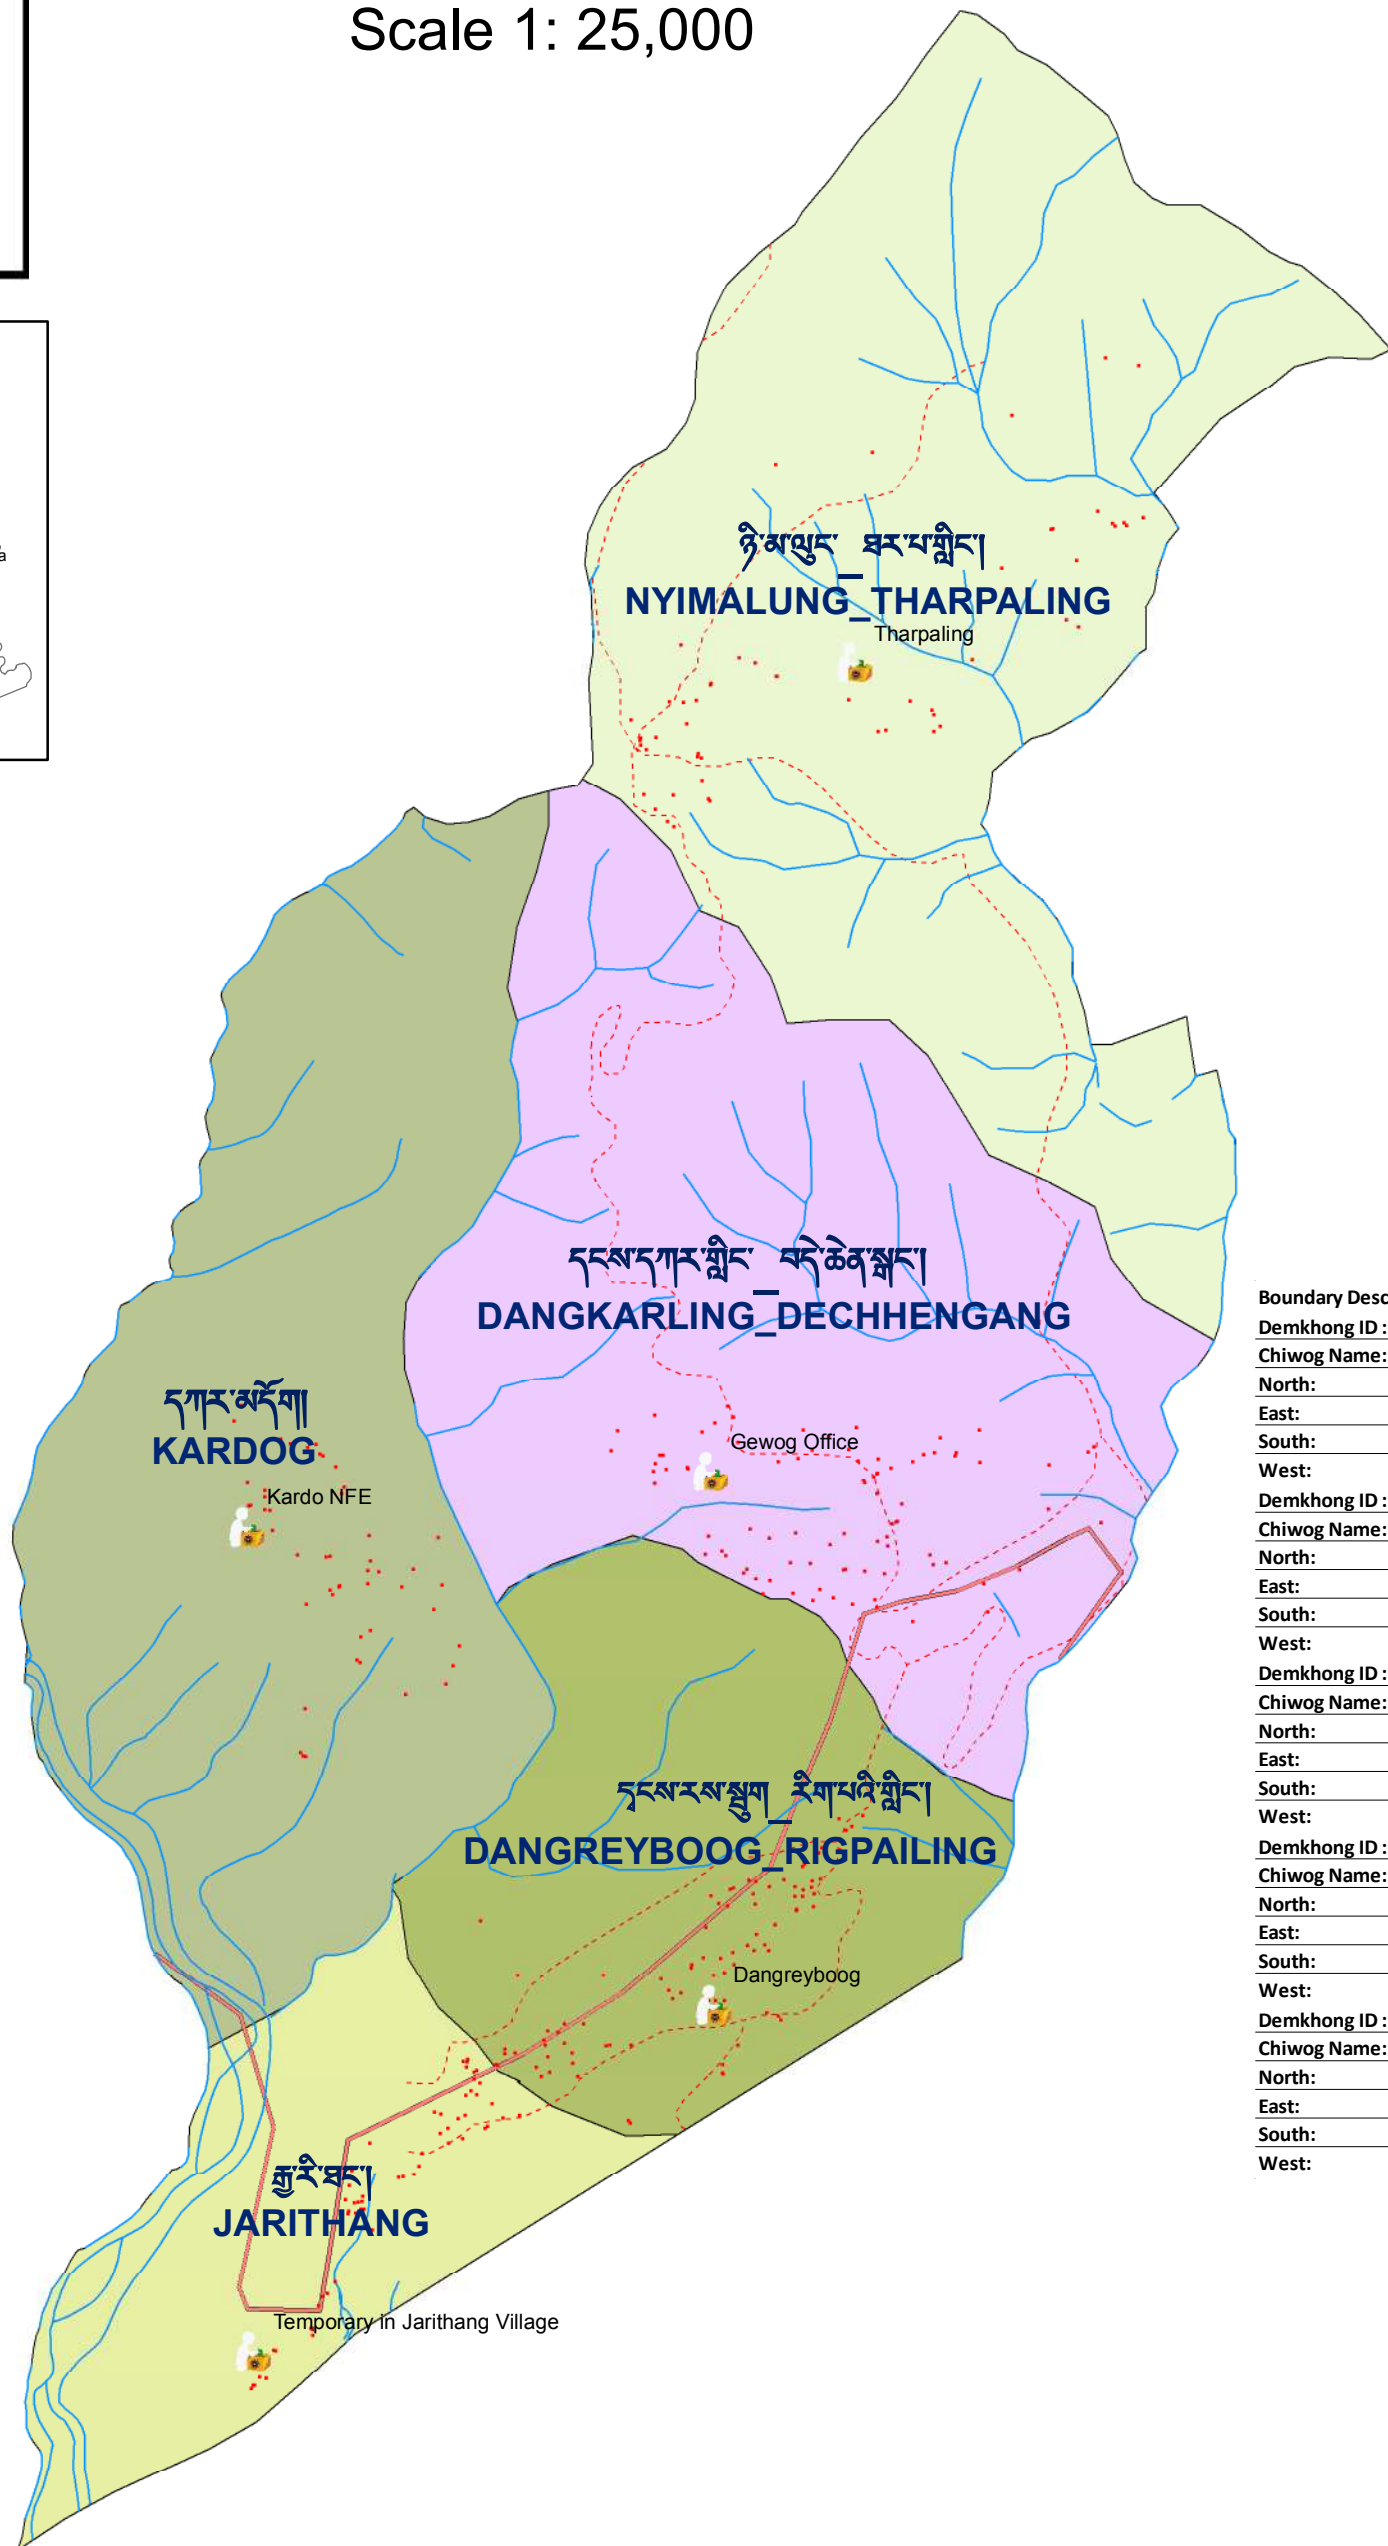 Scale 1: 25,000
a
ཉི་མ་ལུང་_ཐར་པ་གླིང་།
NYIMALUNG_THARPALING
Tharpaling
དངས་དཀར་གླིང་_བདེ་ཆེན་སྒང་།
DANGKARLING_DECHHENGANG
Gewog Office
དཀར་མདོག།
KARDOG
Kardo NFE
དྭངས་རས་སྦུག_རིག་པའི་གླིང་།
DANGREYBOOG_RIGPAILING
Dangreyboog
རྒྱ་རི་ཐང་།
JARITHANG
Temporary in Jarithang Village
Boundary Desc
Demkhong ID :
Chiwog Name:
North:
East:
South:
West:
Demkhong ID :
Chiwog Name:
North:
East:
South:
West:
Demkhong ID :
Chiwog Name:
North:
East:
South:
West:
Demkhong ID :
Chiwog Name:
North:
East:
South:
West:
Demkhong ID :
Chiwog Name:
North:
East:
South:
West: